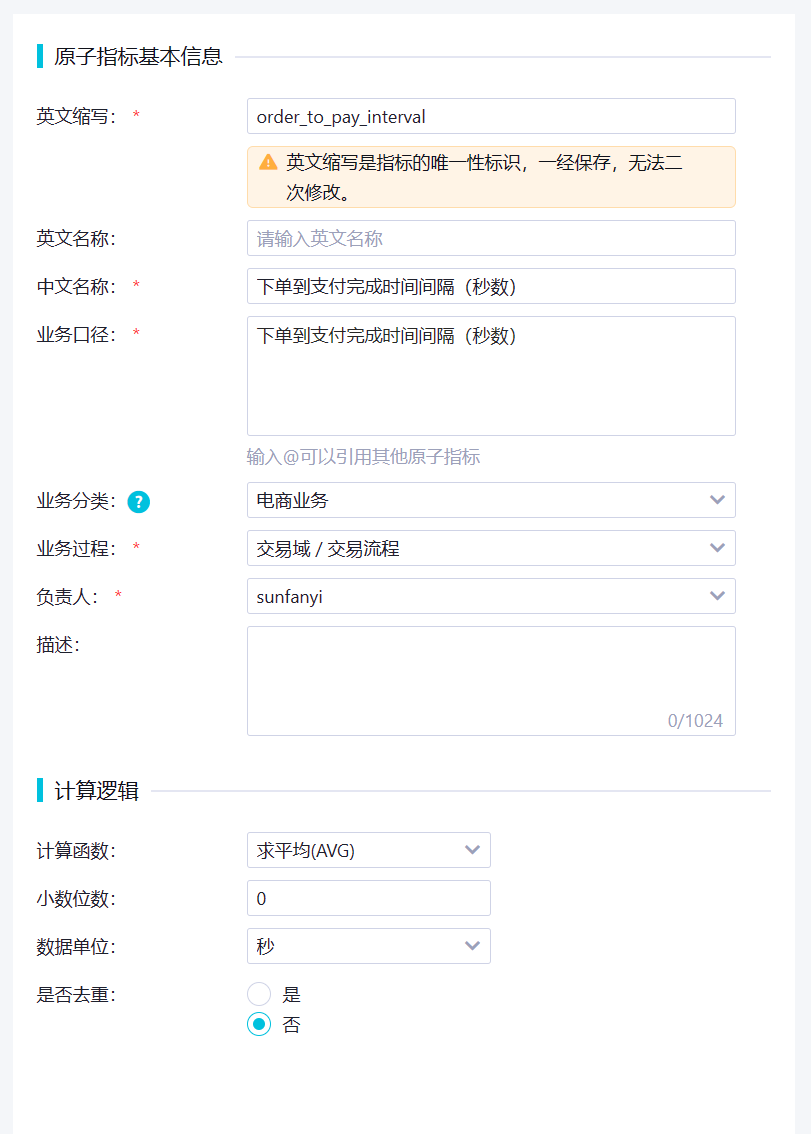 原子指标基本信息
英文缩写： *
order_to_pay_interval
英文缩写是指标的唯一性标识，一经保存，无法二
次修改。
英文名称：
请输入英文名称
中文名称： *
下单到支付完成时间间隔（秒数）
业务口径： *
下单到支付完成时间间隔（秒数）
输入@可以引用其他原子指标
业务分类： ?
电商业务
业务过程： *
交易域 / 交易流程
负责人： *
sunfanyi
描述：
0/1024
计算逻辑
计算函数：
求平均(AVG)
小数位数：
0
数据单位：
秒
是否去重：
是
否